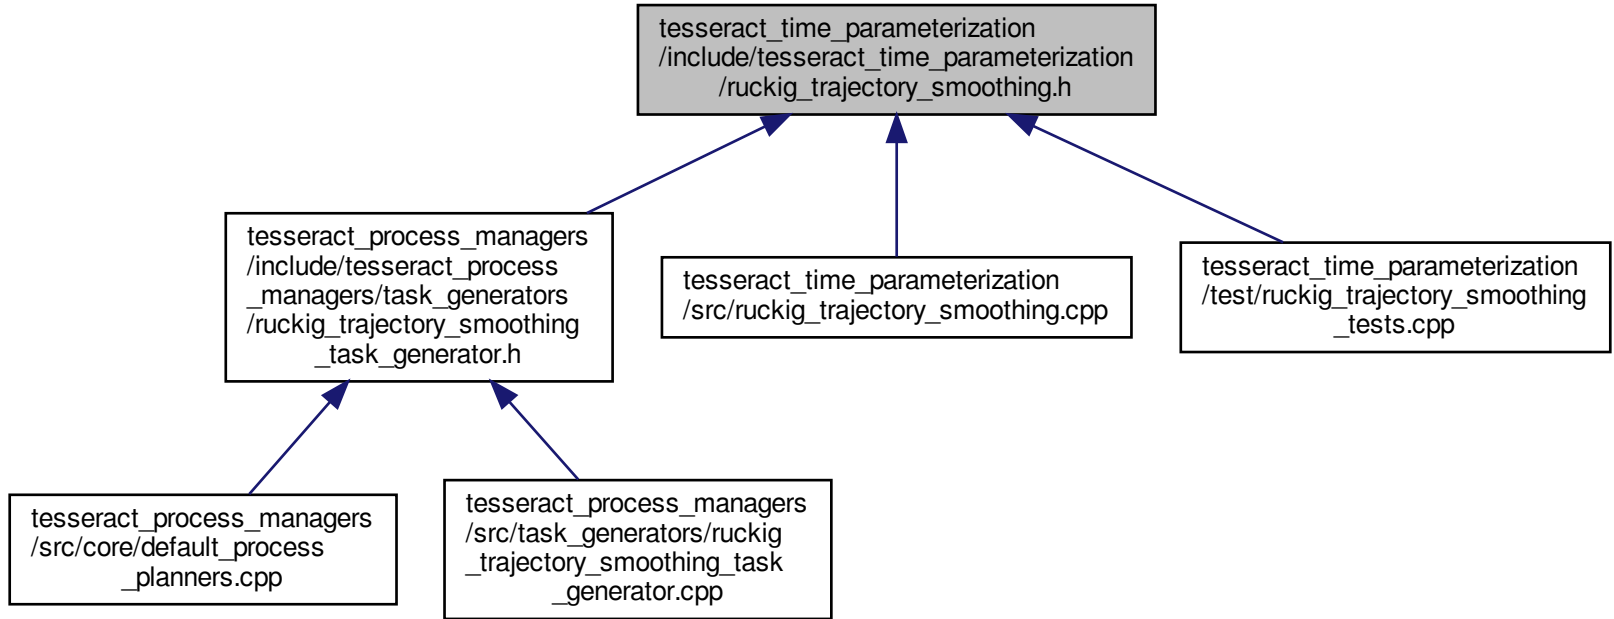 tesseract_time_parameterization
/include/tesseract_time_parameterization
/ruckig_trajectory_smoothing.h
tesseract_process_managers
/include/tesseract_process
_managers/task_generators
/ruckig_trajectory_smoothing
_task_generator.h
tesseract_time_parameterization
/src/ruckig_trajectory_smoothing.cpp
tesseract_time_parameterization
/test/ruckig_trajectory_smoothing
_tests.cpp
tesseract_process_managers
/src/core/default_process
_planners.cpp
tesseract_process_managers
/src/task_generators/ruckig
_trajectory_smoothing_task
_generator.cpp